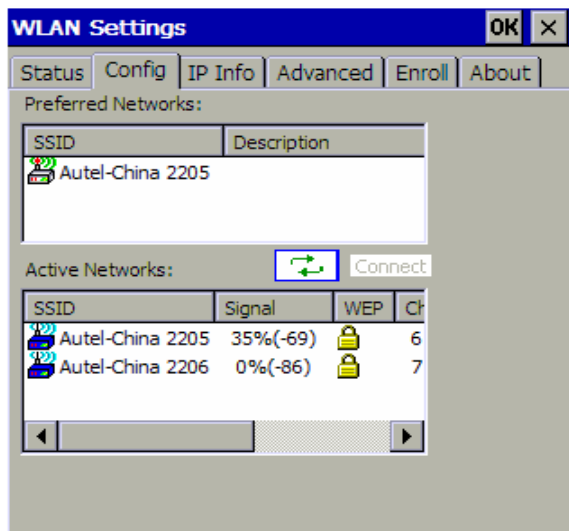 WLAN Settings OK ×
Status Config IP Info Advanced Enroll About
Preferred Networks:
SSID Description
Autel-China 2205
Active Networks: Connect
SSID Signal WEP Ch
Autel-China 2205 35%(-69) 6
Autel-China 2206 0%(-86) 7